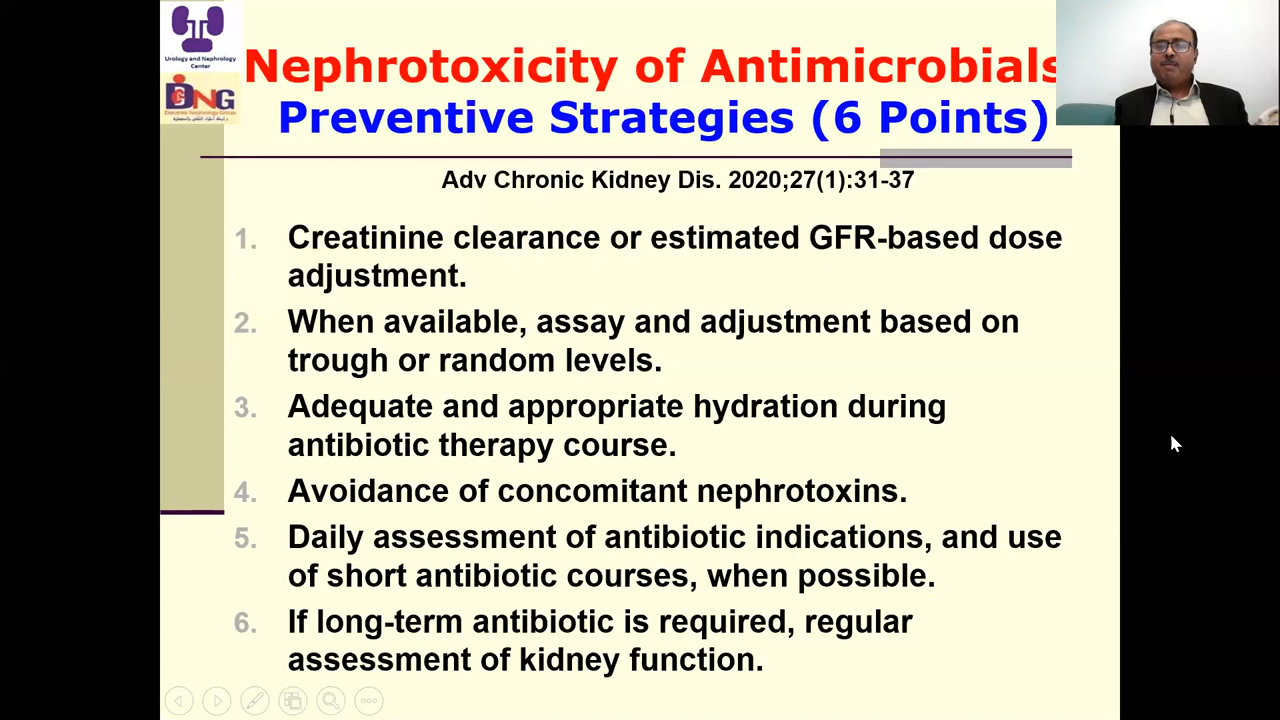 Urology and Nephrology
Center
DNG
Nephrotoxicity of Antimicrobials
Preventive Strategies (6 Points)
Adv Chronic Kidney Dis. 2020;27(1):31-37
1. Creatinine clearance or estimated GFR-based dose
adjustment.
2. When available, assay and adjustment based on
trough or random levels.
3. Adequate and appropriate hydration during
antibiotic therapy course.
4. Avoidance of concomitant nephrotoxins.
5. Daily assessment of antibiotic indications, and use
of short antibiotic courses, when possible.
6. If long-term antibiotic is required, regular
assessment of kidney function.